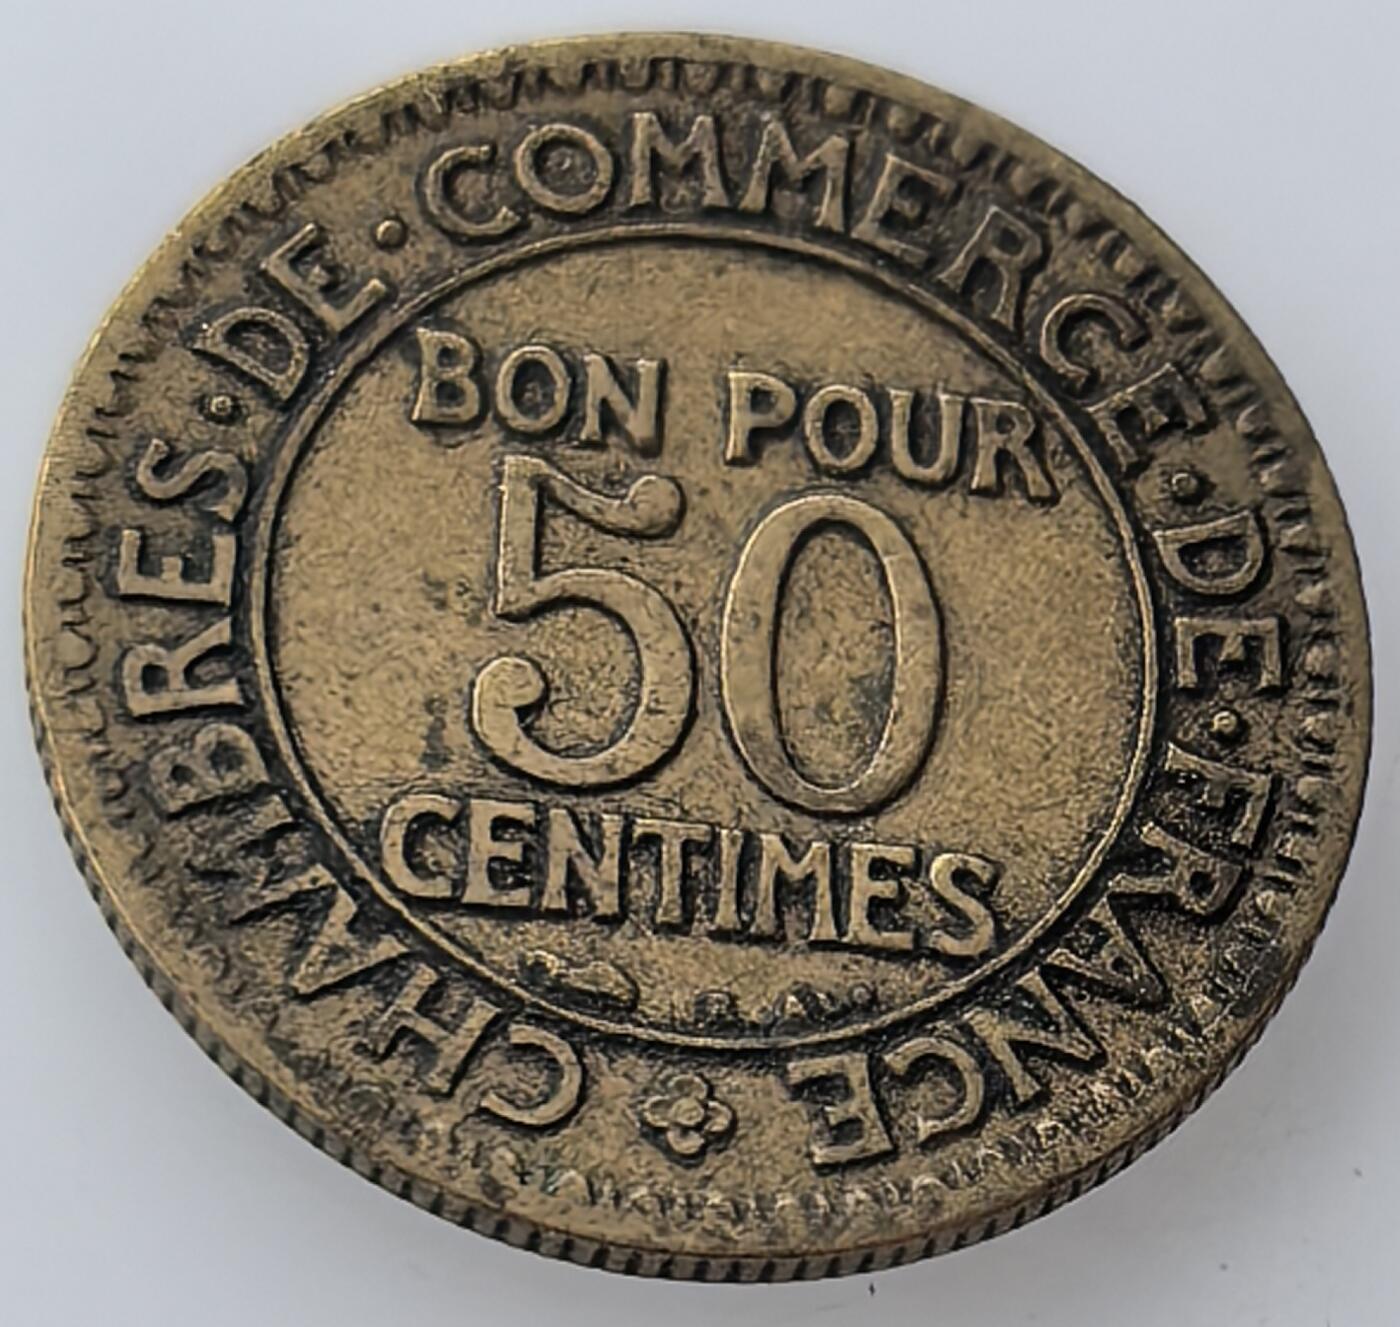 CHAMBRES·DE·COMMERCE·DE·FRANCE
BON POUR
50
CENTIMES